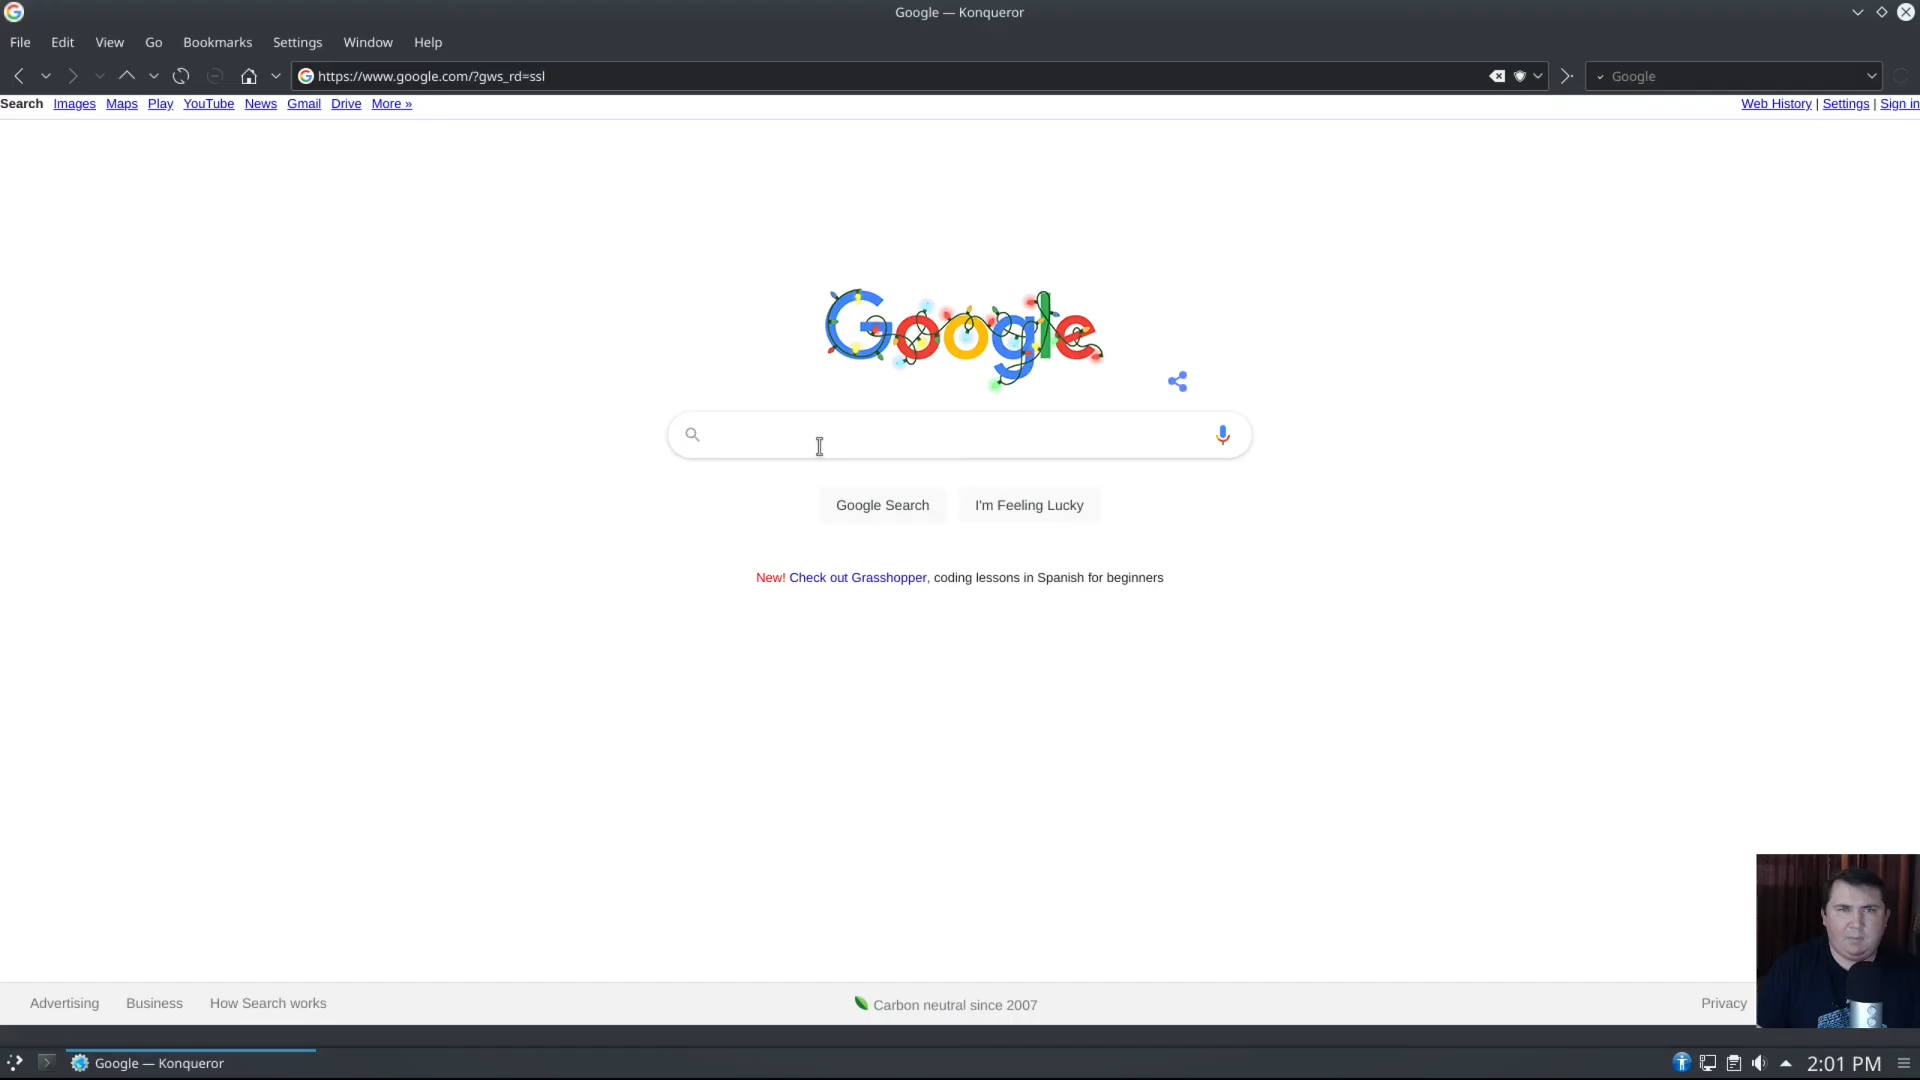 Google — Konqueror
File Edit View Go Bookmarks Settings Window Help
https://www.google.com/?gws_rd=ssl
Google
Search Images Maps Play YouTube News Gmail Drive More »
Web History | Settings | Sign in
Google
Google Search
I'm Feeling Lucky
New! Check out Grasshopper, coding lessons in Spanish for beginners
Advertising Business How Search works
Carbon neutral since 2007
Privacy
Google — Konqueror
2:01 PM